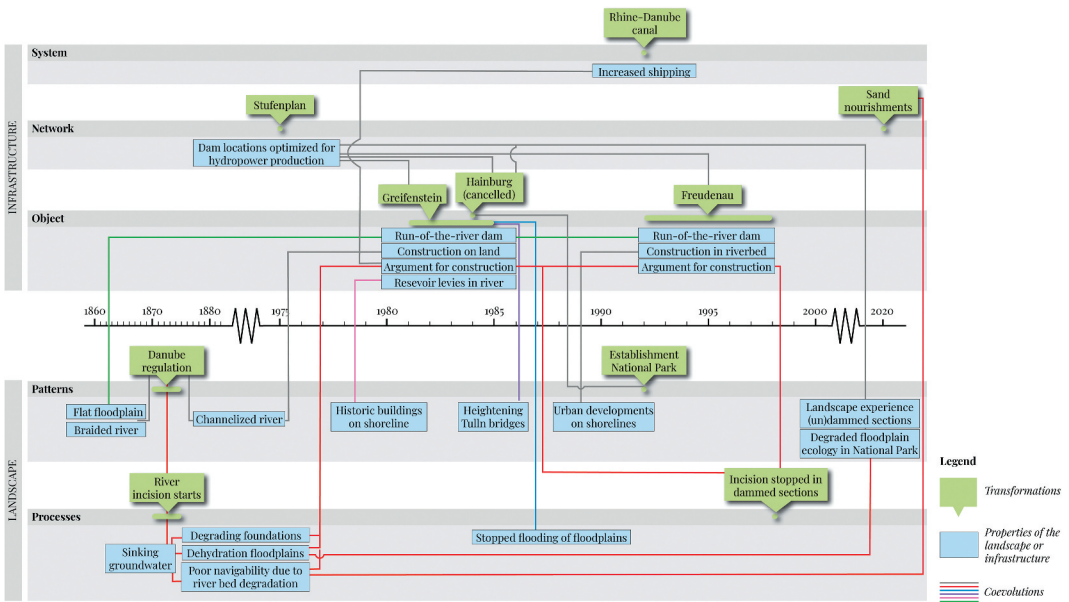 Rhine-Danube
canal
System
Increased shipping
Sand
nourishments
Stufenplan
Network
Dam locations optimized for
hydropower production
INFRASTRUCTURE
Hainburg
(cancelled)
Greifenstein
Freudenau
Object
Run-of-the-river dam
Construction on land
Argument for construction
Resevoir levies in river
Run-of-the-river dam
Construction in riverbed
Argument for construction
1860
1870
1880
1975
1980
1985
1990
1995
2000
2020
Danube
regulation
Establishment
National Park
Patterns
Flat floodplain
Braided river
Channelized river
Historic buildings
on shoreline
Heightening
Tulln bridges
Urban developments
on shorelines
Landscape experience
(un)dammed sections
Degraded floodplain
ecology in National Park
LANDSCAPE
River
incision starts
Incision stopped in
dammed sections
Processes
Degrading foundations
Sinking
groundwater
Dehydration floodplains
Poor navigability due to
river bed degradation
Stopped flooding of floodplains
Legend
Transformations
Properties of the
landscape or
infrastructure
Coevolutions